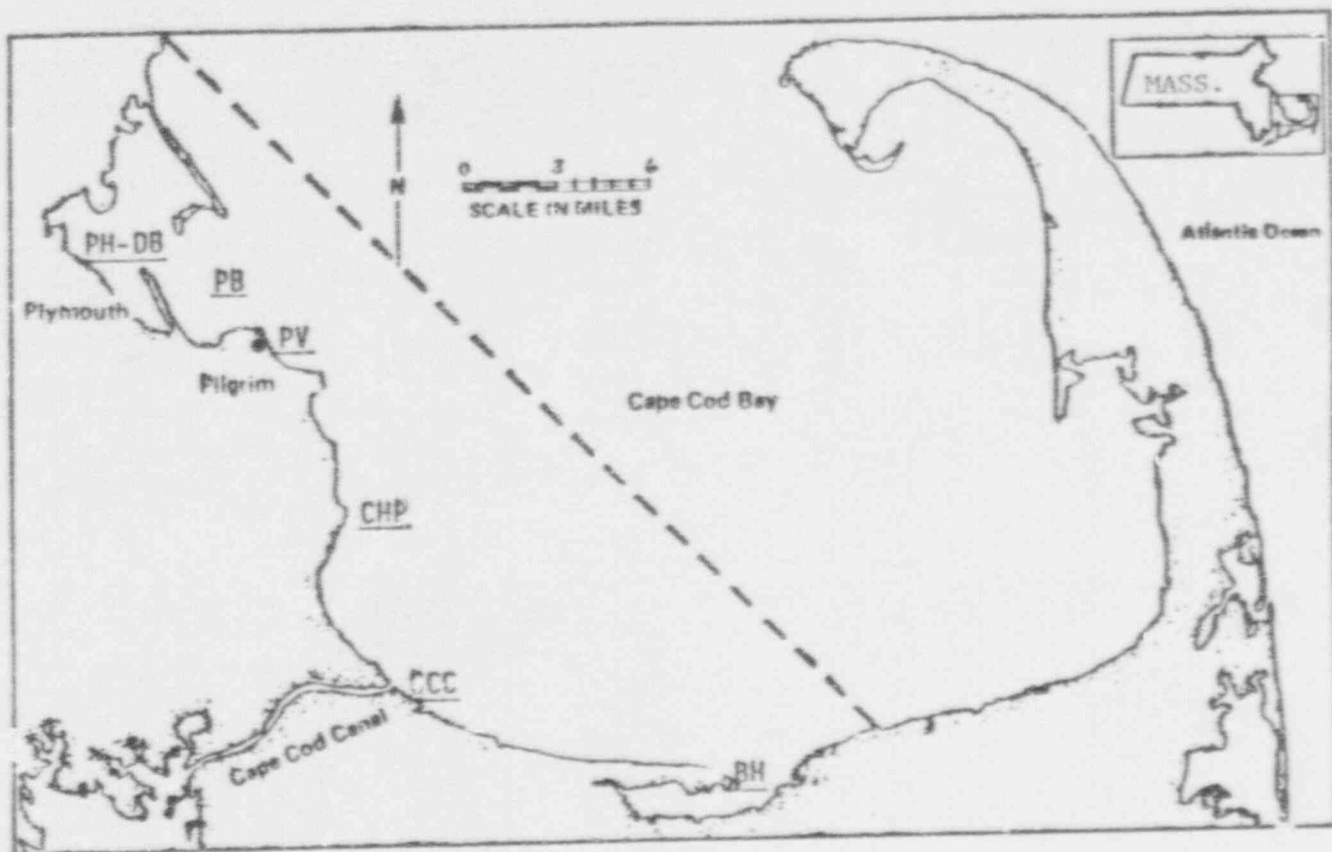 MASS.
N
0 3 6
SCALE IN MILES
Atlantic Ocean
PH-DB
PB
Plymouth
PV
Pilgrim
Cape Cod Bay
CHP
CCC
Cape Cod Canal
BH